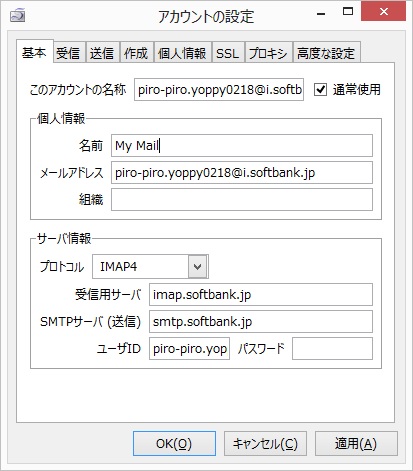 アカウントの設定
基本 受信 送信 作成 個人情報 SSL プロキシ 高度な設定
このアカウントの名称 piro-piro.yoppy0218@i.softb 通常使用
個人情報
名前 My Mail
メールアドレス piro-piro.yoppy0218@i.softbank.jp
組織
サーバ情報
プロトコル IMAP4
受信用サーバ imap.softbank.jp
SMTPサーバ (送信) smtp.softbank.jp
ユーザID piro-piro.yop パスワード
OK(O) キャンセル(C) 適用(A)